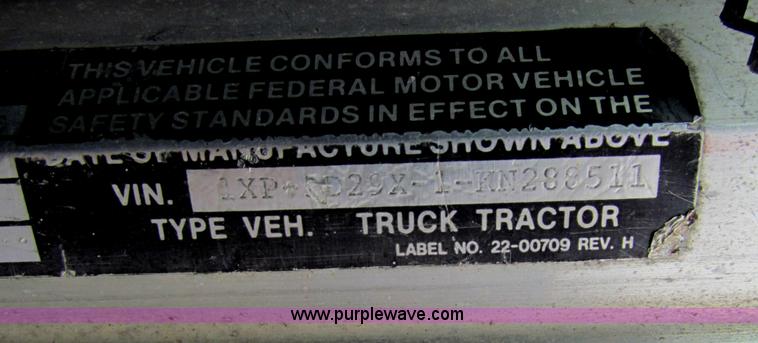 THIS VEHICLE CONFORMS TO ALL
APPLICABLE FEDERAL MOTOR VEHICLE
SAFETY STANDARDS IN EFFECT ON THE
DATE OF MANUFACTURE SHOWN ABOVE
VIN.
TYPE VEH. TRUCK TRACTOR
LABEL NO. 22-00709 REV. H
www.purplewave.com